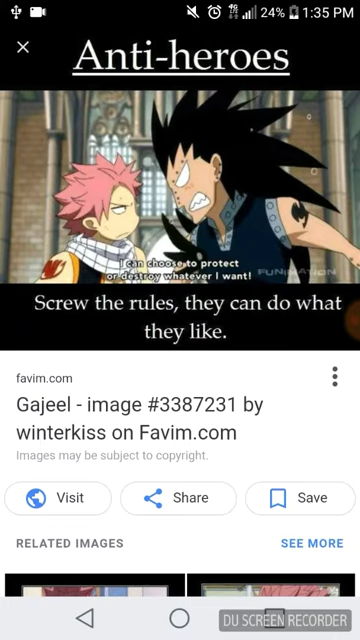 24% 1:35 PM
Anti-heroes
I can choose to protect
or destroy whatever I want!
FUNIMATION
Screw the rules, they can do what
they like.
favim.com
Gajeel - image #3387231 by
winterkiss on Favim.com
Images may be subject to copyright.
Visit Share Save
RELATED IMAGES SEE MORE
DU SCREEN RECORDER